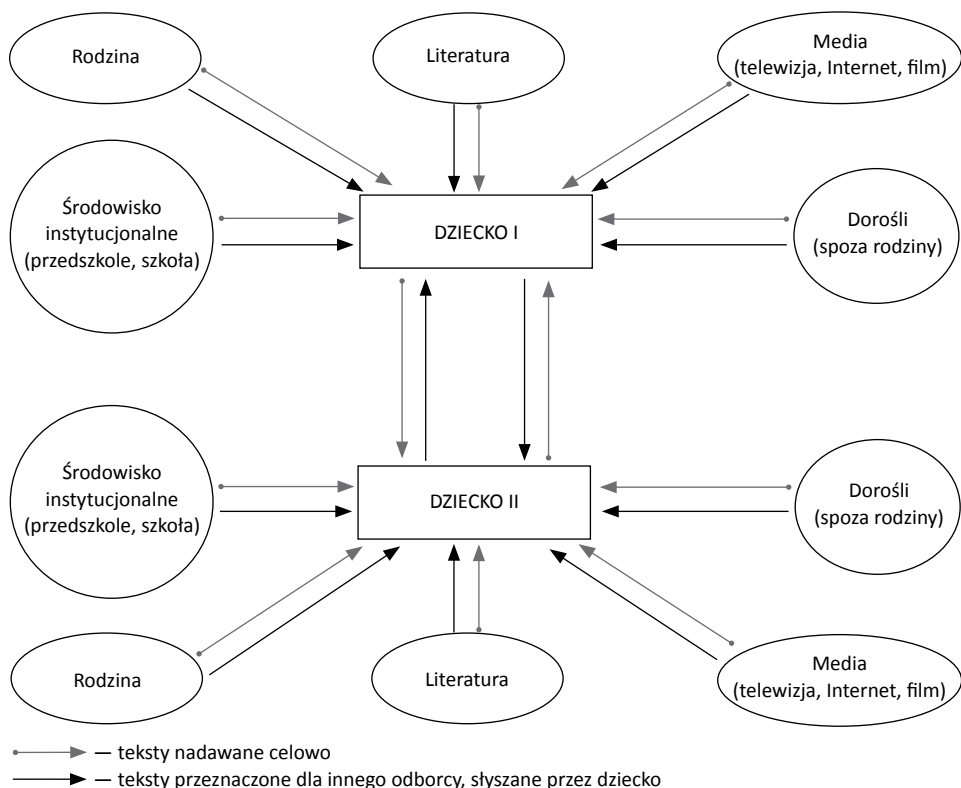 Rodzina
Literatura
Media
(telewizja, Internet, film)
Środowisko
instytucjonalne
(przedszkole, szkoła)
DZIECKO I
Dorośli
(spoza rodziny)
Środowisko
instytucjonalne
(przedszkole, szkoła)
DZIECKO II
Dorośli
(spoza rodziny)
Rodzina
Literatura
Media
(telewizja, Internet, film)
— teksty nadawane celowo
— teksty przeznaczone dla innego odborcy, słyszane przez dziecko